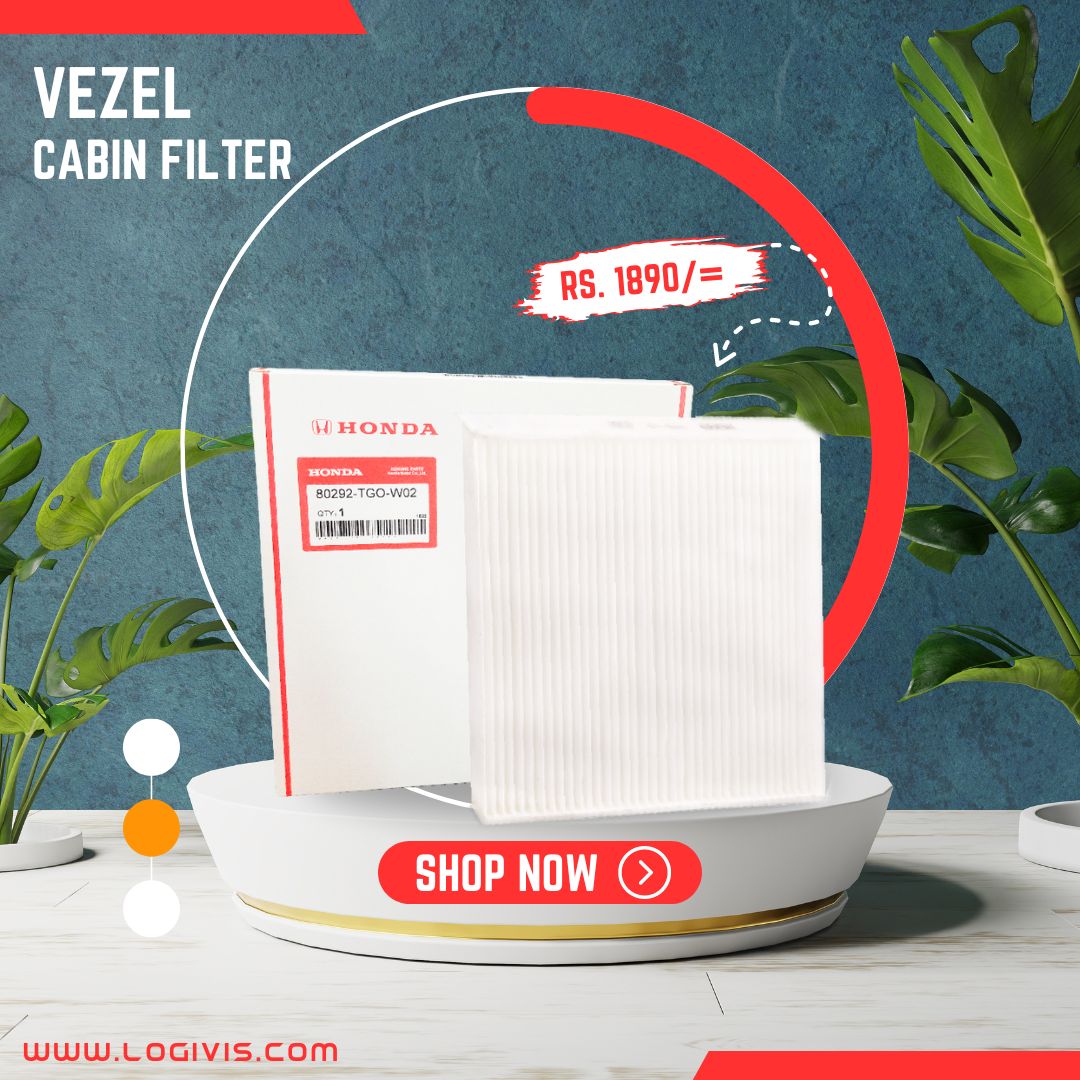 VEZEL
CABIN FILTER
RS. 1890/=
HONDA
HONDA
80292-TGO-W02
QTY: 1
SHOP NOW
WWW.LOGIVIS.COM